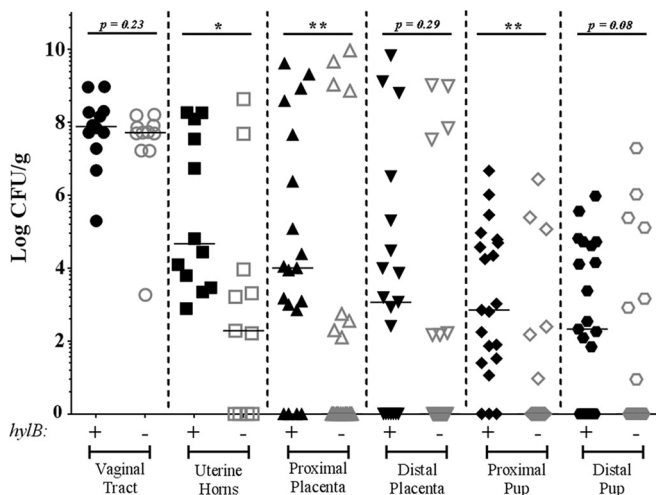 p = 0.23 * ** p = 0.29 ** p = 0.08
10
8
6
4
2
0
Log CFU/g
hylB: + - + - + - + - + - + -
Vaginal Uterine Proximal Distal Proximal Distal
Tract Horns Placenta Placenta Pup Pup